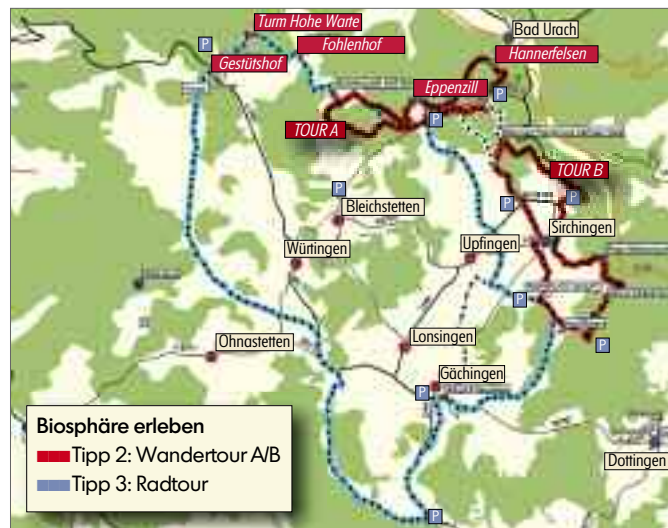 Turm Hohe Warte
Bad Urach
P
Fohlenhof
Hannerfelsen
Gestütshof
Eppenzill
P
P
TOUR A
TOUR B
P
P
P
Bleichstetten
Sirchingen
Upfingen
Würtingen
P
Ohnastetten
Lonsingen
P
Gächingen
P
Dottingen
P
Biosphäre erleben
Tipp 2: Wandertour A/B
Tipp 3: Radtour